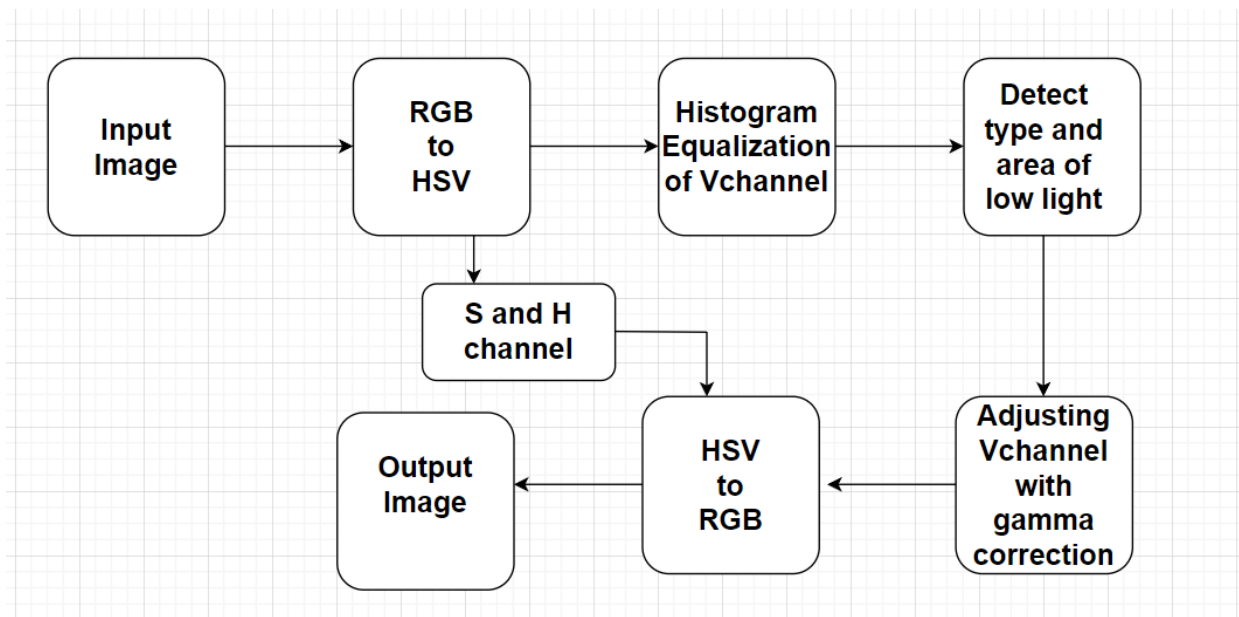 Input
Image
RGB
to
HSV
Histogram
Equalization
of Vchannel
Detect
type and
area of
low light
S and H
channel
Output
Image
HSV
to
RGB
Adjusting
Vchannel
with
gamma
correction